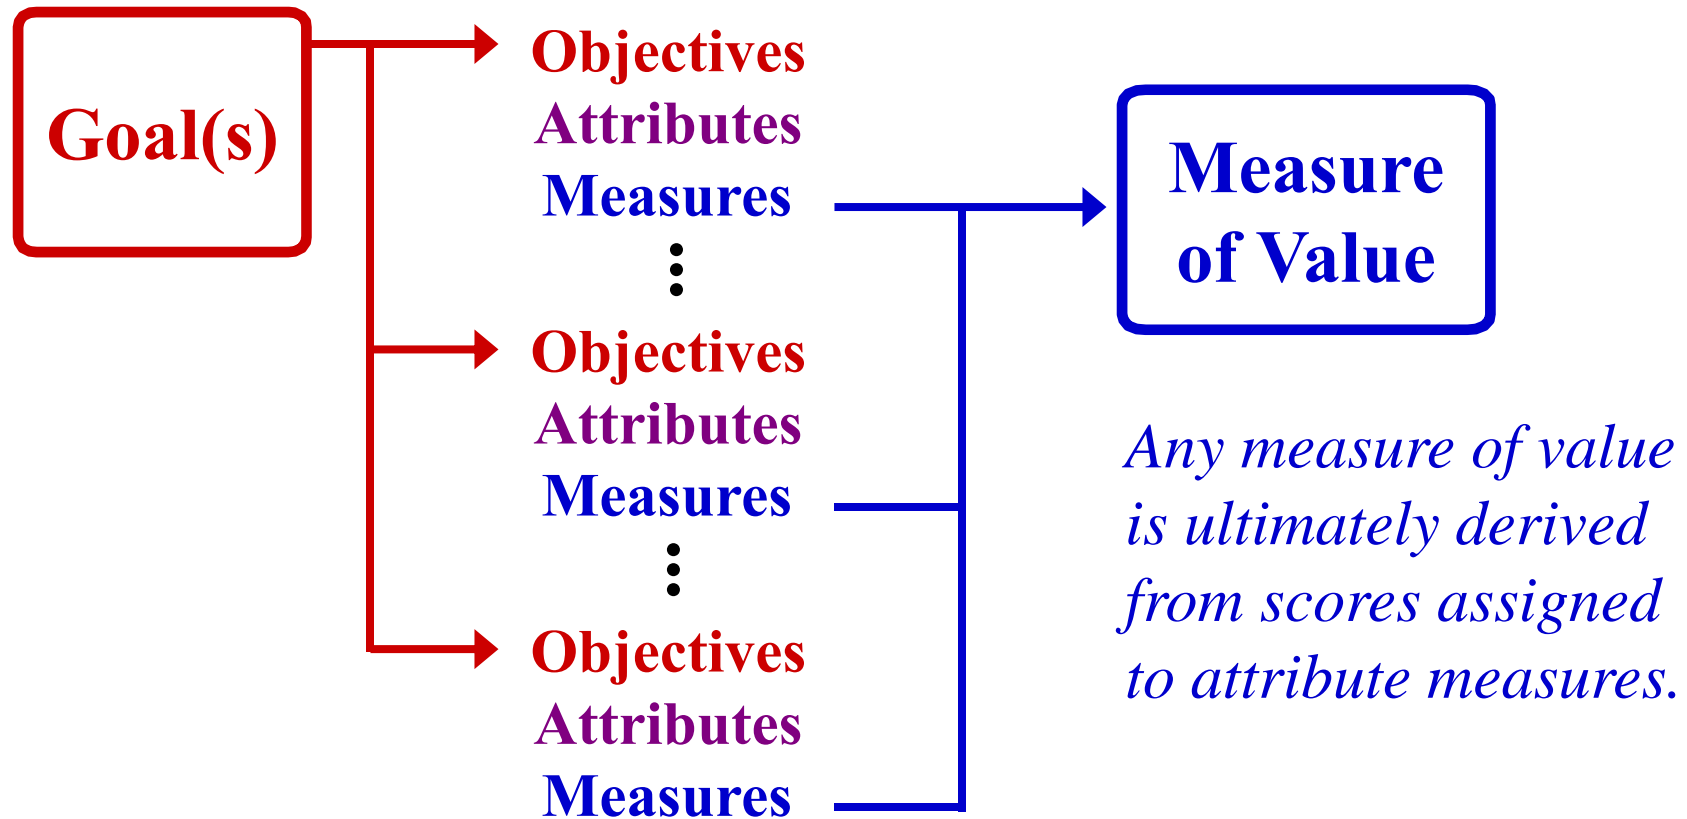 Goal(s)
Objectives
Attributes
Measures
Objectives
Attributes
Measures
Objectives
Attributes
Measures
Measure
of Value
Any measure of value
is ultimately derived
from scores assigned
to attribute measures.